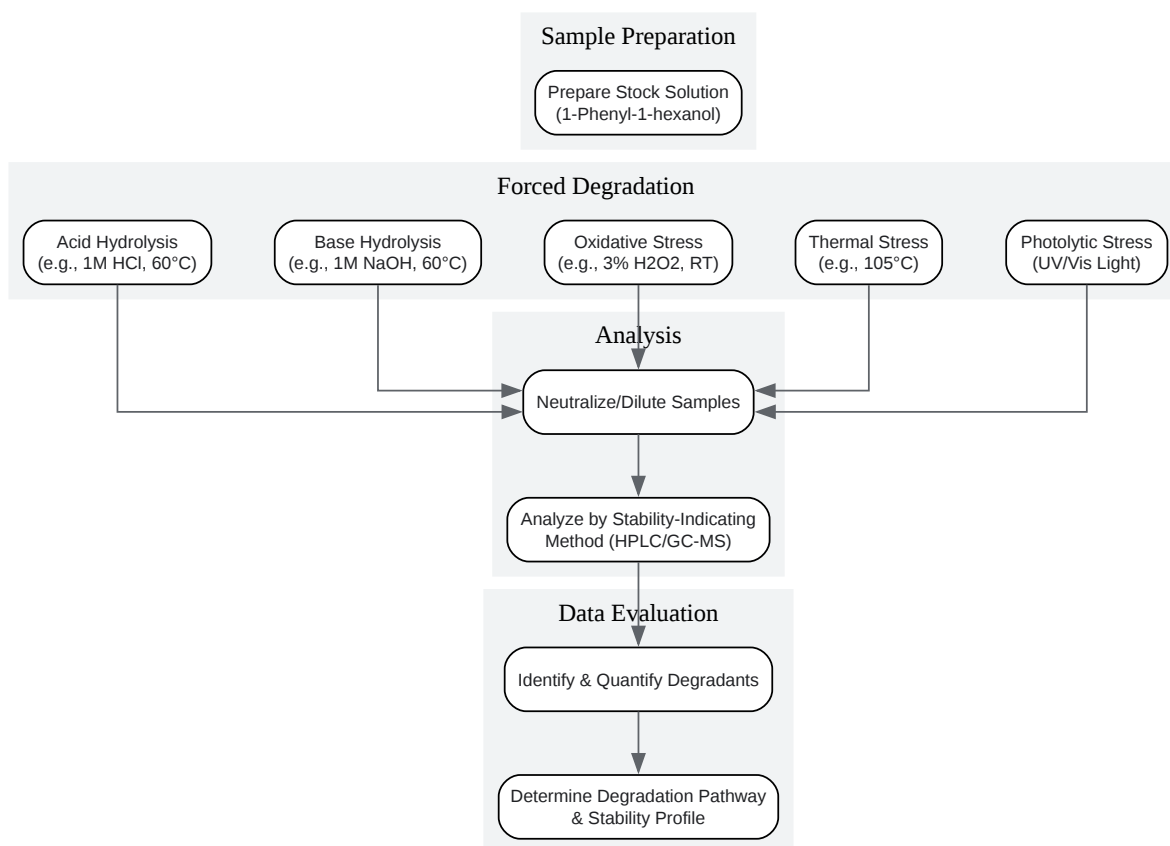 Sample Preparation
Prepare Stock Solution
(1-Phenyl-1-hexanol)
Forced Degradation
Acid Hydrolysis
(e.g., 1M HCl, 60°C)
Base Hydrolysis
(e.g., 1M NaOH, 60°C)
Oxidative Stress
(e.g., 3% H2O2, RT)
Thermal Stress
(e.g., 105°C)
Photolytic Stress
(UV/Vis Light)
Analysis
Neutralize/Dilute Samples
Analyze by Stability-Indicating
Method (HPLC/GC-MS)
Data Evaluation
Identify & Quantify Degradants
Determine Degradation Pathway
& Stability Profile